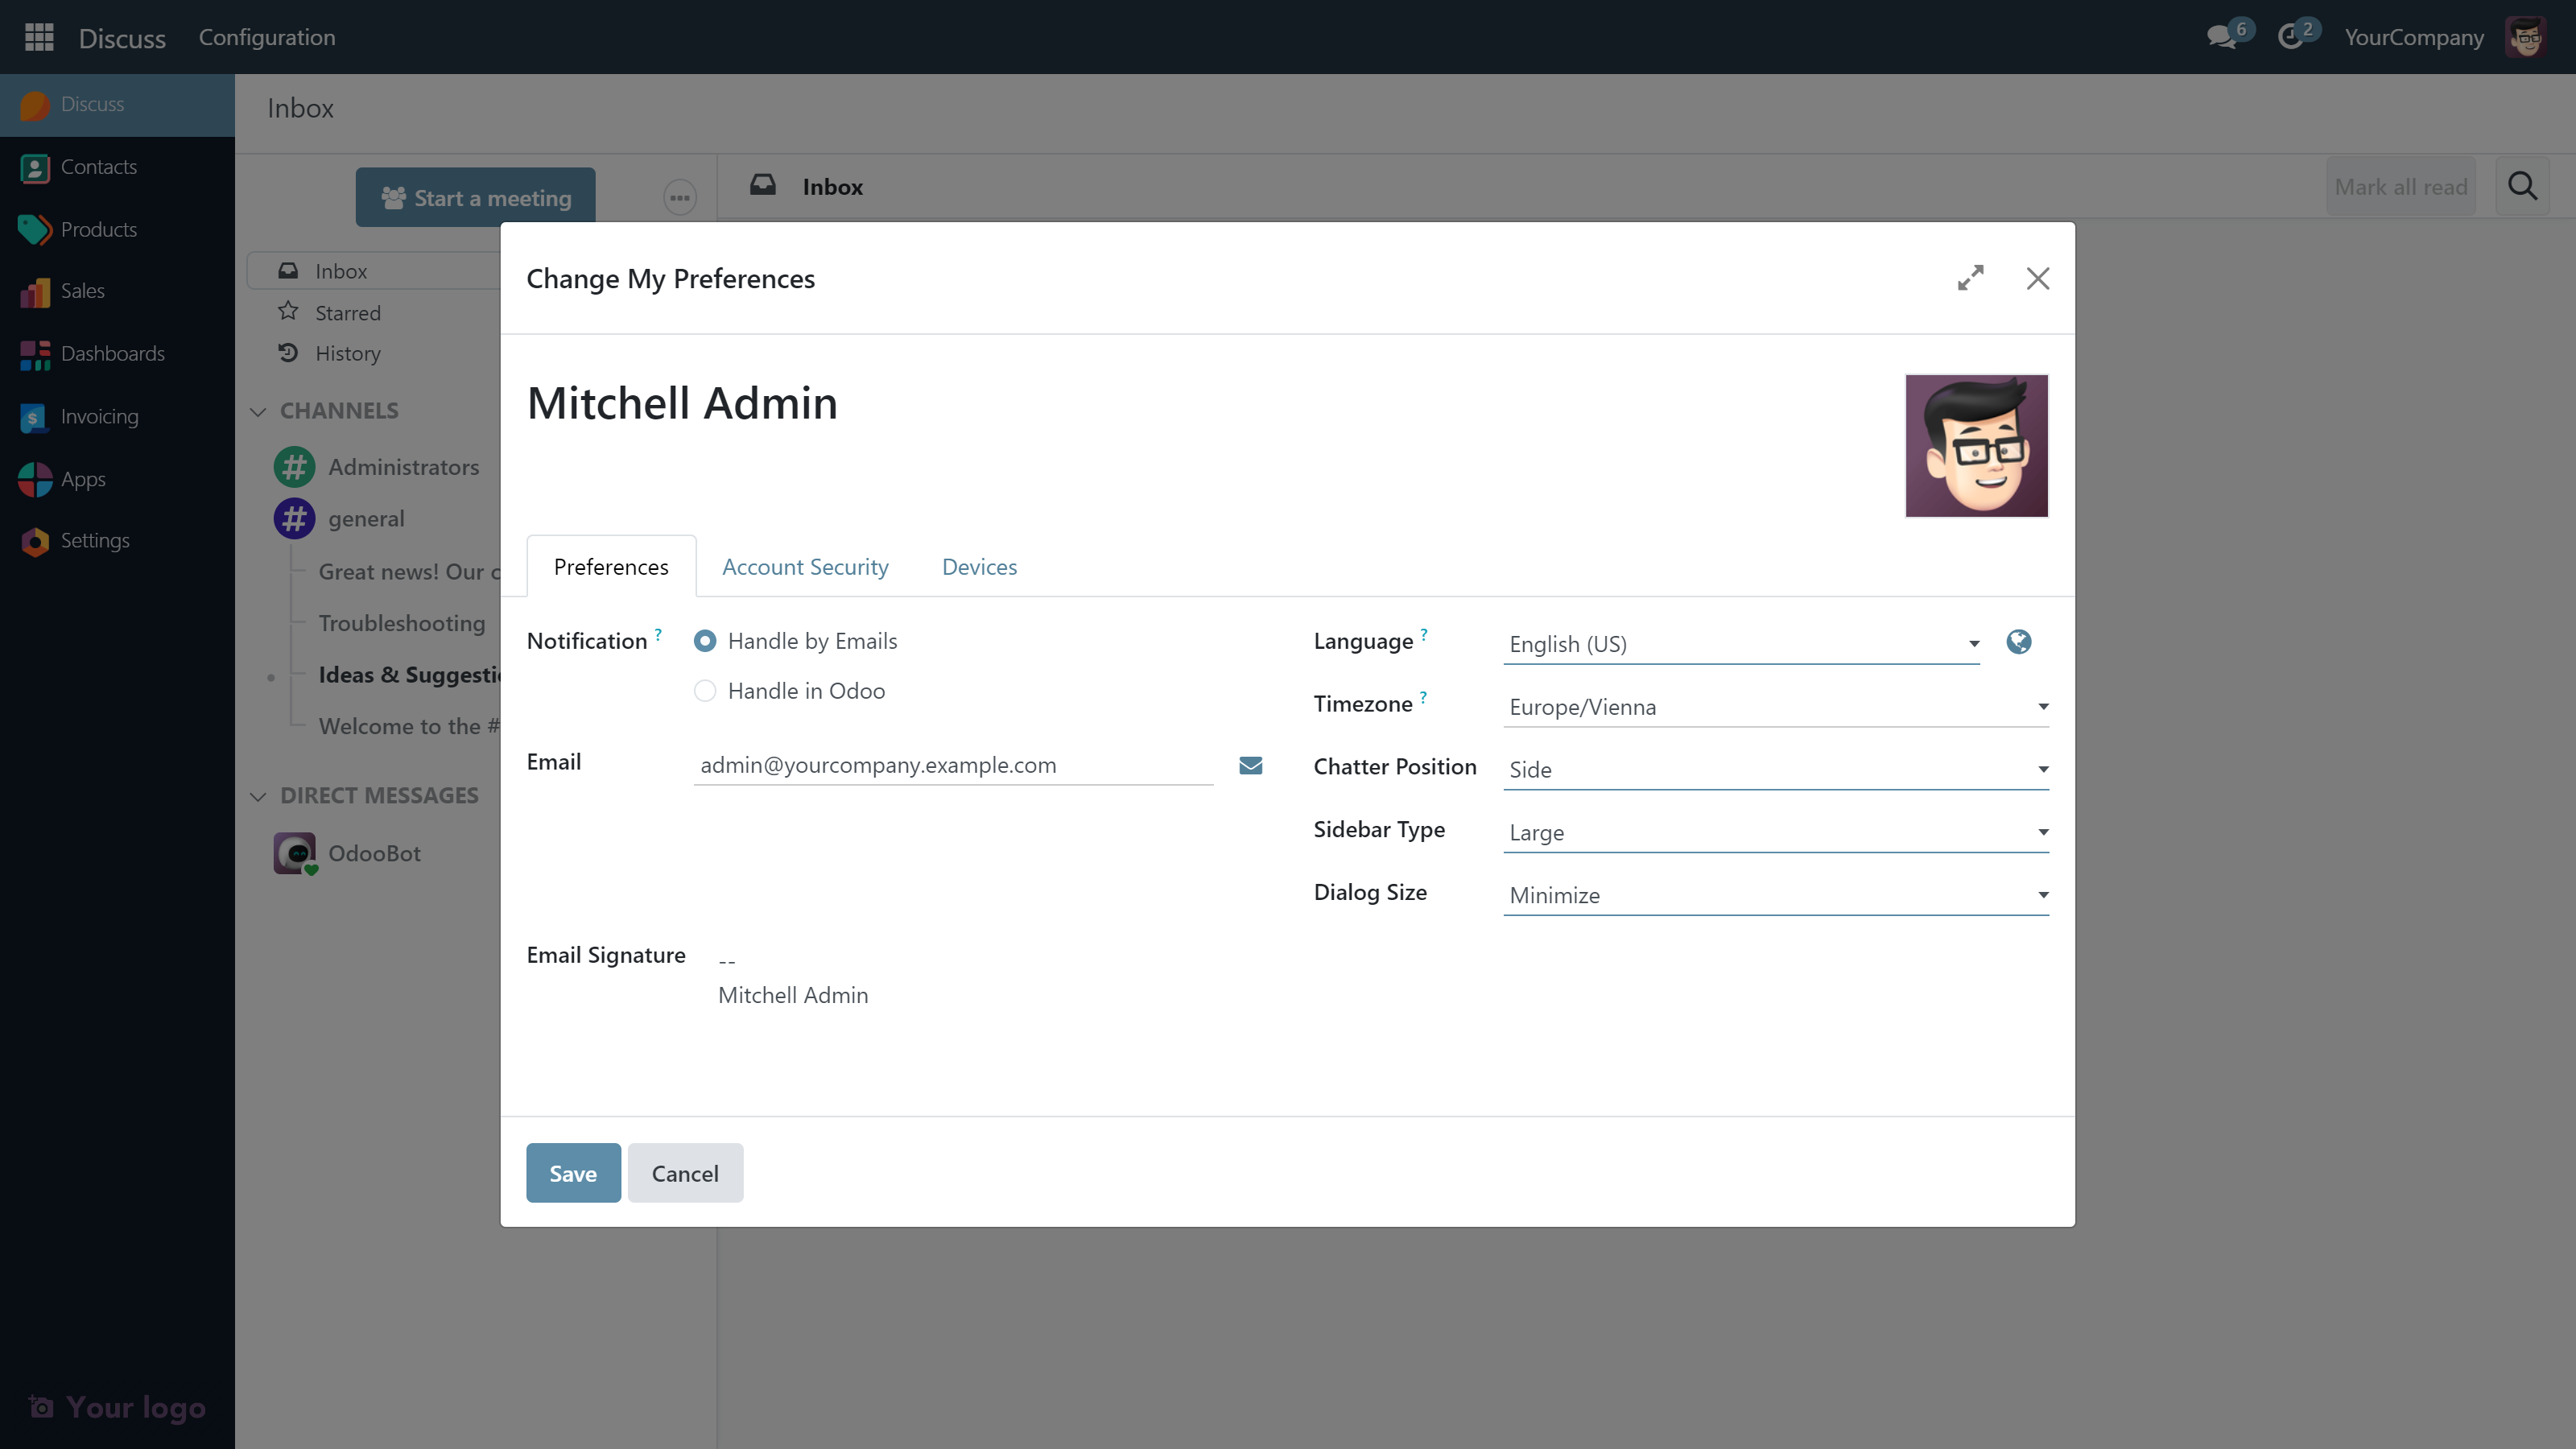 Discuss
Configuration
6
2
YourCompany
Discuss
Contacts
Products
Sales
Dashboards
Invoicing
Apps
Settings
Your logo
Inbox
Start a meeting
Inbox
Mark all read
Inbox
Starred
History
CHANNELS
Administrators
general
Great news! Our c
Troubleshooting
Ideas & Suggesti
Welcome to the #
DIRECT MESSAGES
OdooBot
Change My Preferences
Mitchell Admin
Preferences
Account Security
Devices
Notification ?
Handle by Emails
Handle in Odoo
Email
admin@yourcompany.example.com
Language ?
English (US)
Timezone ?
Europe/Vienna
Chatter Position
Side
Sidebar Type
Large
Dialog Size
Minimize
Email Signature
--
Mitchell Admin
Save
Cancel